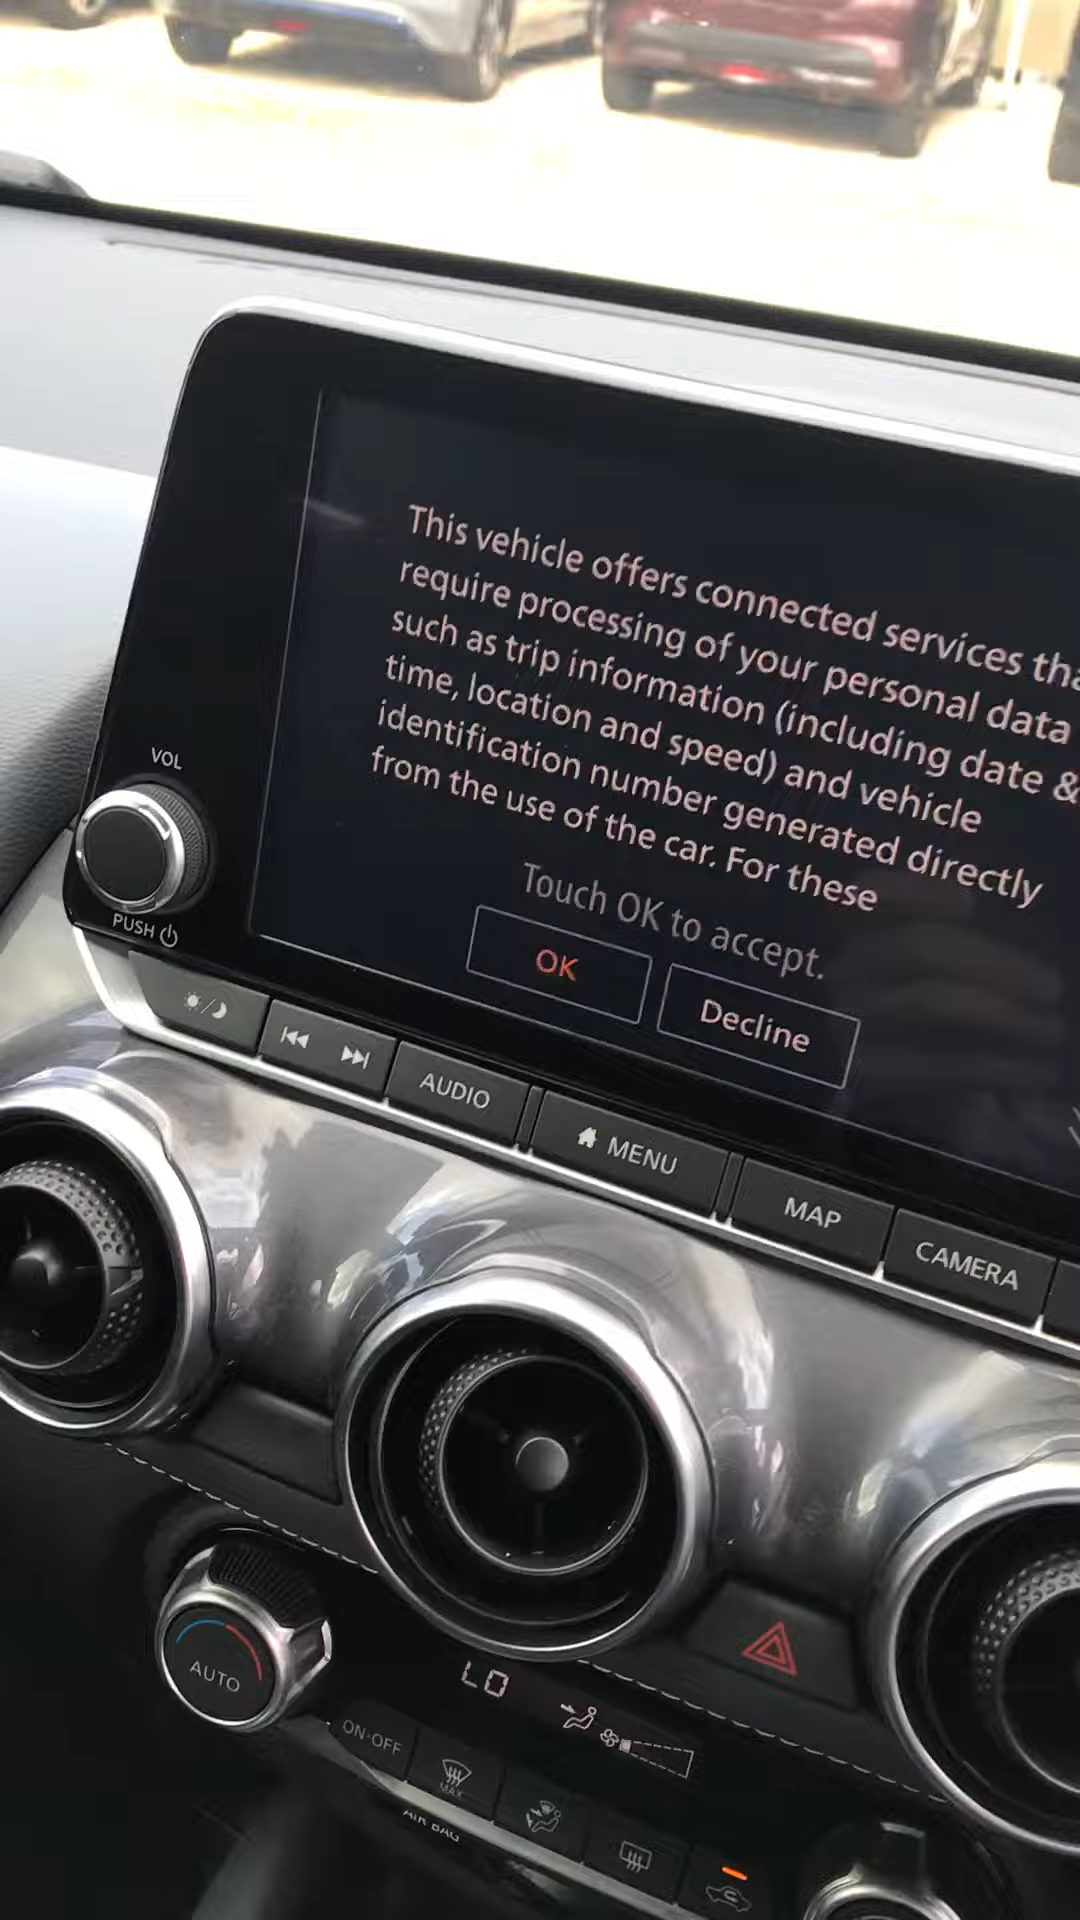 This vehicle offers connected services tha
require processing of your personal data
such as trip information (including date &
time, location and speed) and vehicle
identification number generated directly
from the use of the car. For these
Touch OK to accept.
OK
Decline
VOL
PUSH
AUDIO
MENU
MAP
CAMERA
AUTO
LO
ON·OFF
MAX
AIR BAG